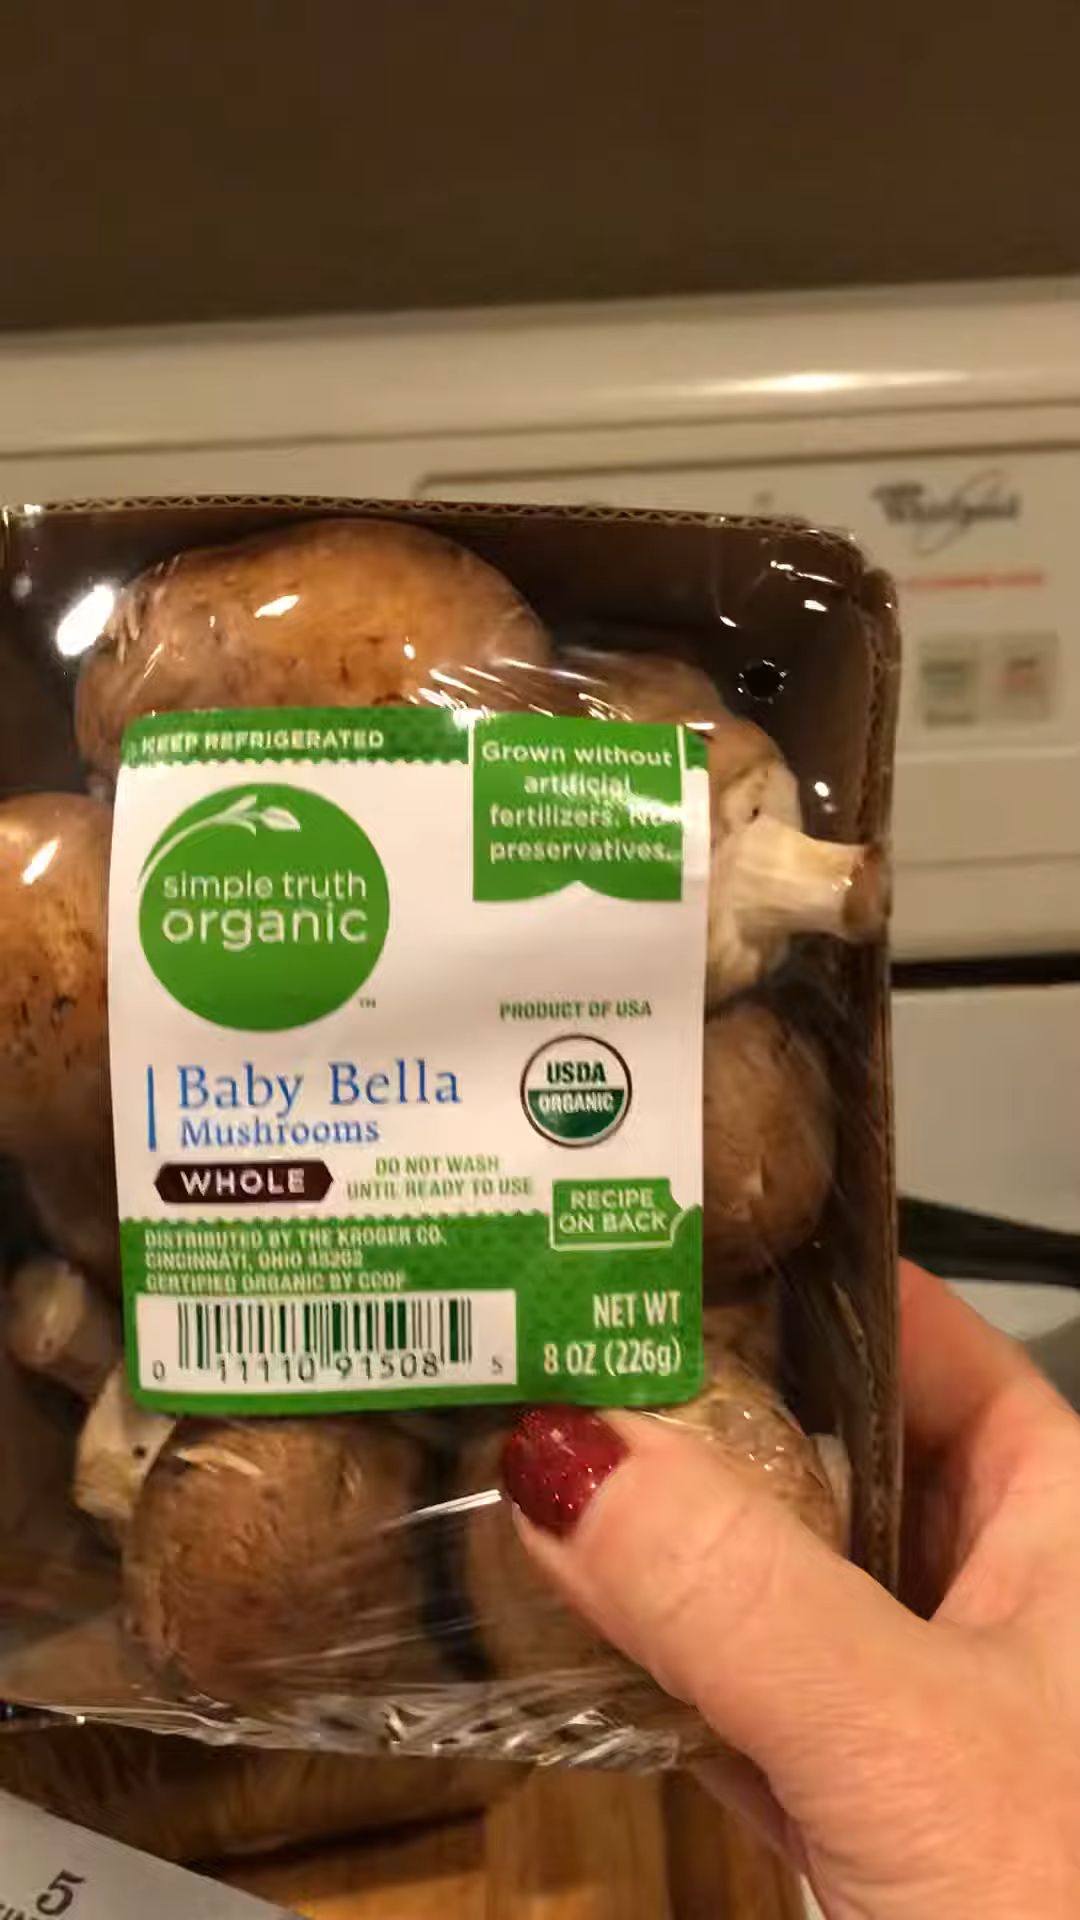 Whirlpool
KEEP REFRIGERATED
Grown without
artificial
fertilizers. No
preservatives.
simple truth
organic
TM
PRODUCT OF USA
USDA
ORGANIC
Baby Bella
Mushrooms
WHOLE
DO NOT WASH
UNTIL READY TO USE
RECIPE
ON BACK
DISTRIBUTED BY THE KROGER CO.
CINCINNATI, OHIO 45202
CERTIFIED ORGANIC BY CCOF
NET WT
8 OZ (226g)
0 11110 91508 5
5